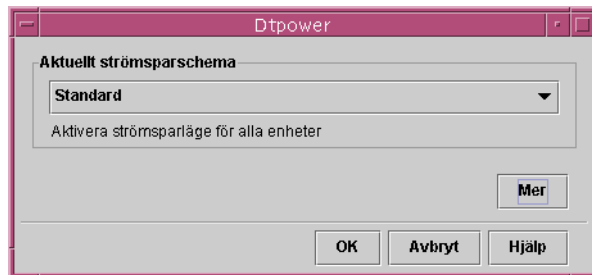 Dtpower
Aktuellt strömsparschema
Standard
Aktivera strömsparläge för alla enheter
Mer
OK Avbryt Hjälp